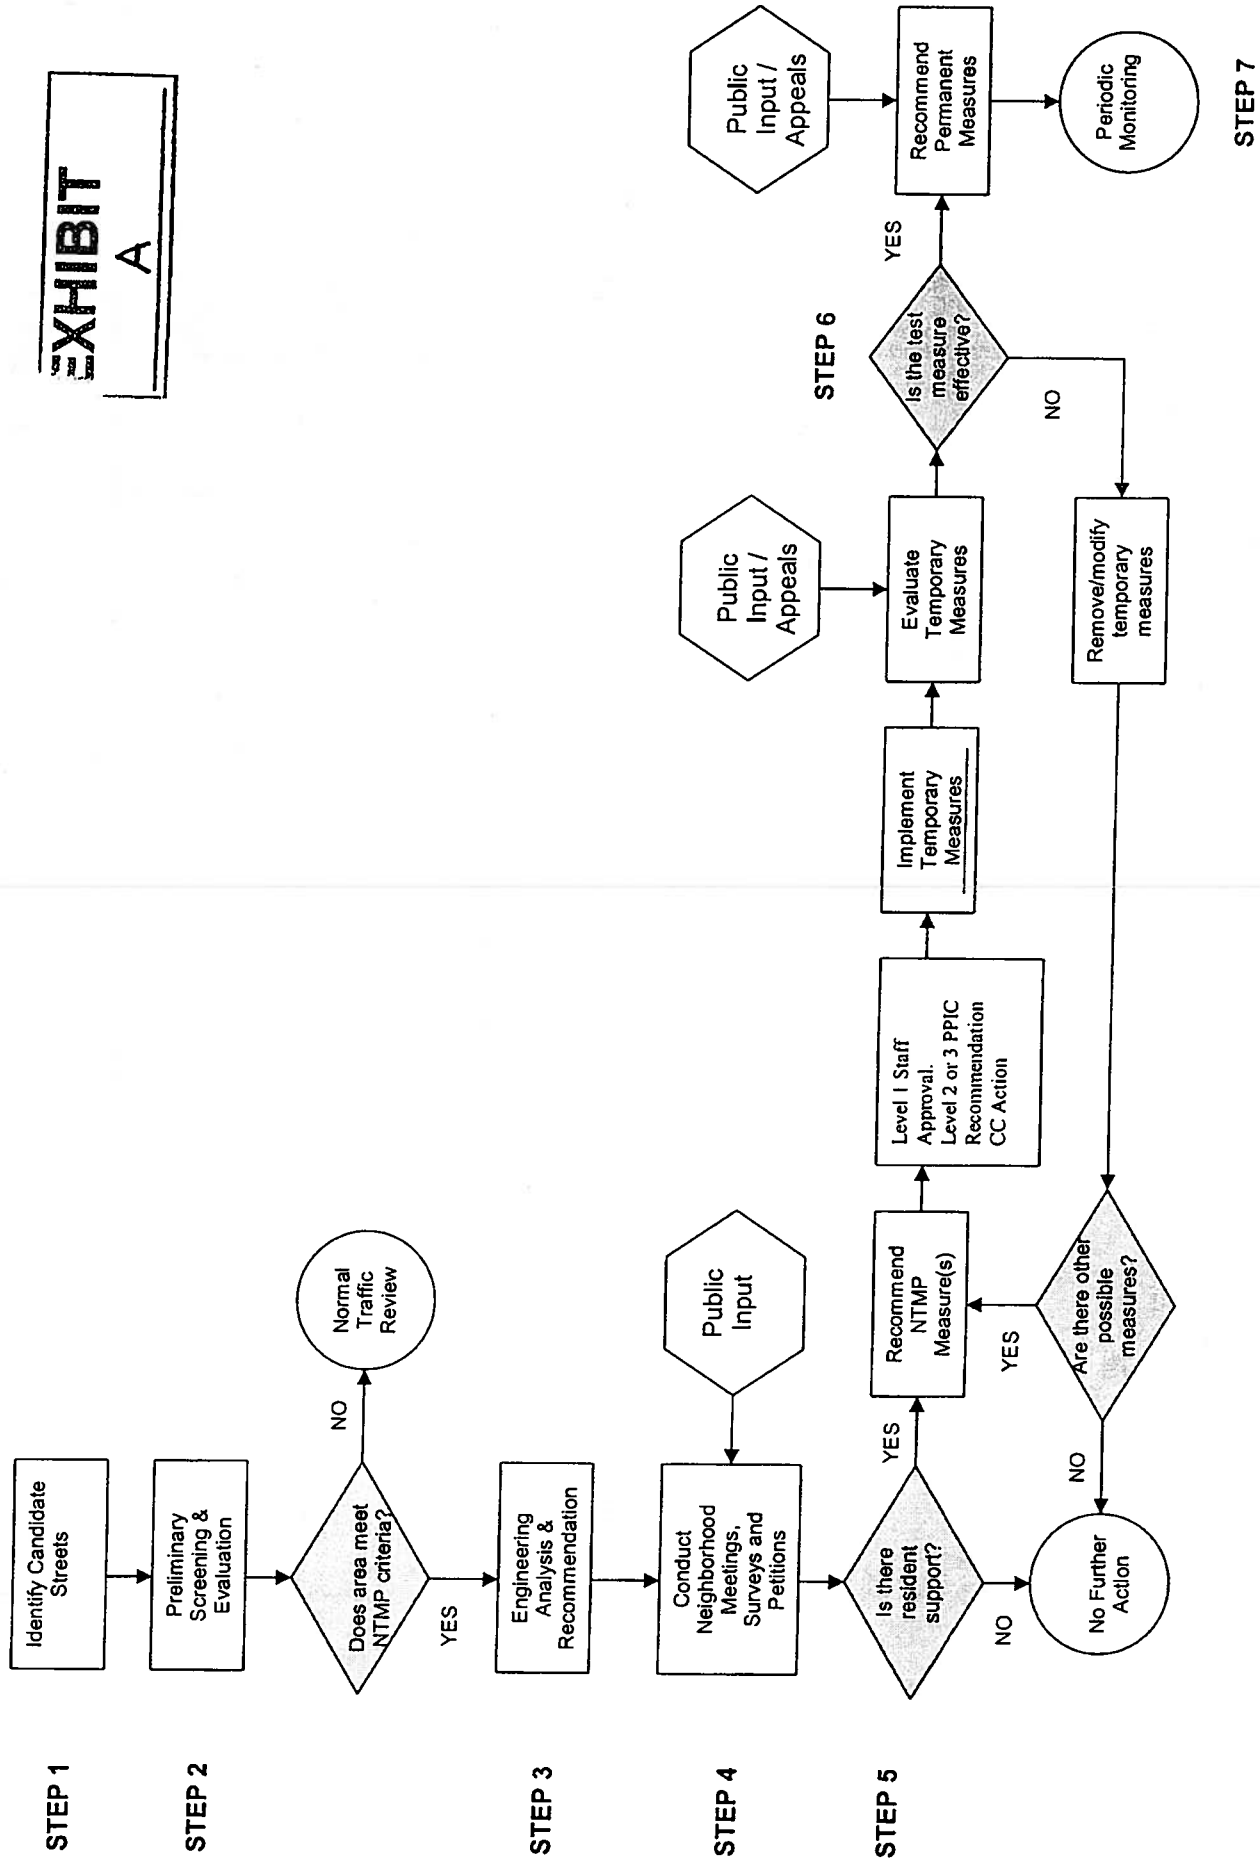 EXHIBIT
A
STEP 1
Identify Candidate
Streets
STEP 2
Preliminary
Screening &
Evaluation
Does area meet
NTMP criteria?
NO
Normal
Traffic
Review
YES
STEP 3
Engineering
Analysis &
Recommendation
STEP 4
Conduct
Neighborhood
Meetings,
Surveys and
Petitions
Public
Input
STEP 5
Is there
resident
support?
YES
NO
No Further
Action
Recommend
NTMP
Measure(s)
Level 1 Staff
Approval.
Level 2 or 3 PPIC
Recommendation
CC Action
Implement
Temporary
Measures
Evaluate
Temporary
Measures
Public
Input /
Appeals
STEP 6
Is the test
measure
effective?
YES
NO
Recommend
Permanent
Measures
Public
Input /
Appeals
Periodic
Monitoring
STEP 7
Remove/modify
temporary
measures
Are there other
possible
measures?
YES
NO